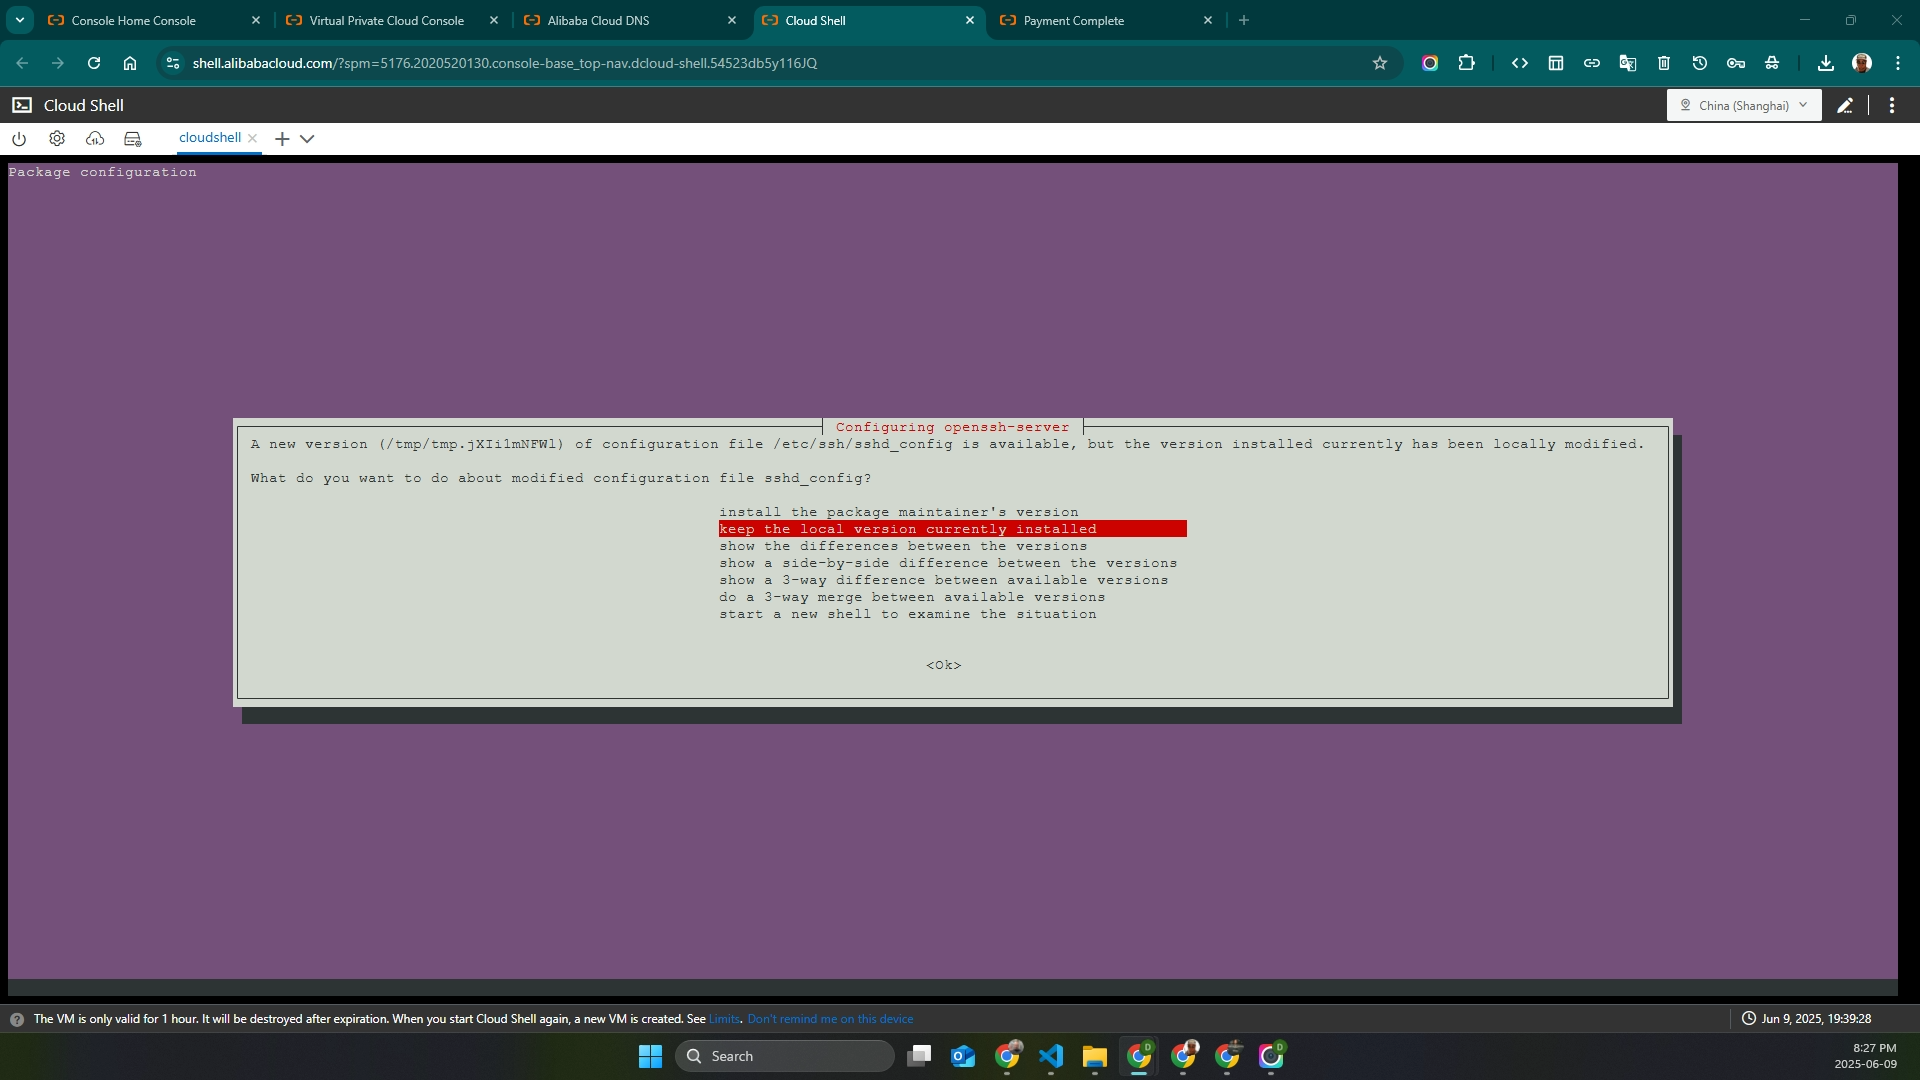 Console Home Console
Virtual Private Cloud Console
Alibaba Cloud DNS
Cloud Shell
Payment Complete
shell.alibabacloud.com/?spm=5176.2020520130.console-base_top-nav.dcloud-shell.54523db5y116JQ
Cloud Shell
China (Shanghai)
cloudshell
Package configuration
Configuring openssh-server
A new version (/tmp/tmp.jXIi1mNFWl) of configuration file /etc/ssh/sshd_config is available, but the version installed currently has been locally modified.
What do you want to do about modified configuration file sshd_config?
install the package maintainer's version
keep the local version currently installed
show the differences between the versions
show a side-by-side difference between the versions
show a 3-way difference between available versions
do a 3-way merge between available versions
start a new shell to examine the situation
<Ok>
The VM is only valid for 1 hour. It will be destroyed after expiration. When you start Cloud Shell again, a new VM is created. See Limits. Don't remind me on this device
Jun 9, 2025, 19:39:28
Search
8:27 PM
2025-06-09